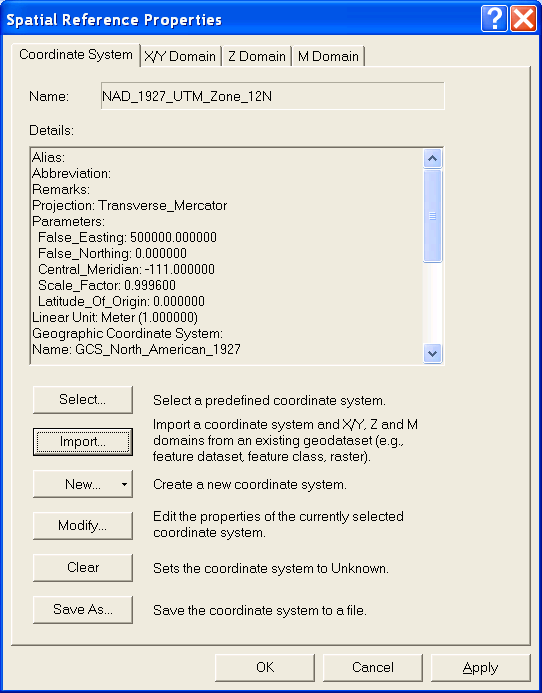 Spatial Reference Properties
?
Coordinate System X/Y Domain Z Domain M Domain
Name: NAD_1927_UTM_Zone_12N
Details:
Alias:
Abbreviation:
Remarks:
Projection: Transverse_Mercator
Parameters:
False_Easting: 500000.000000
False_Northing: 0.000000
Central_Meridian: -111.000000
Scale_Factor: 0.999600
Latitude_Of_Origin: 0.000000
Linear Unit: Meter (1.000000)
Geographic Coordinate System:
Name: GCS_North_American_1927
Select... Select a predefined coordinate system.
Import... Import a coordinate system and X/Y, Z and M
domains from an existing geodataset (e.g.,
feature dataset, feature class, raster).
New... Create a new coordinate system.
Modify... Edit the properties of the currently selected
coordinate system.
Clear Sets the coordinate system to Unknown.
Save As... Save the coordinate system to a file.
OK Cancel Apply